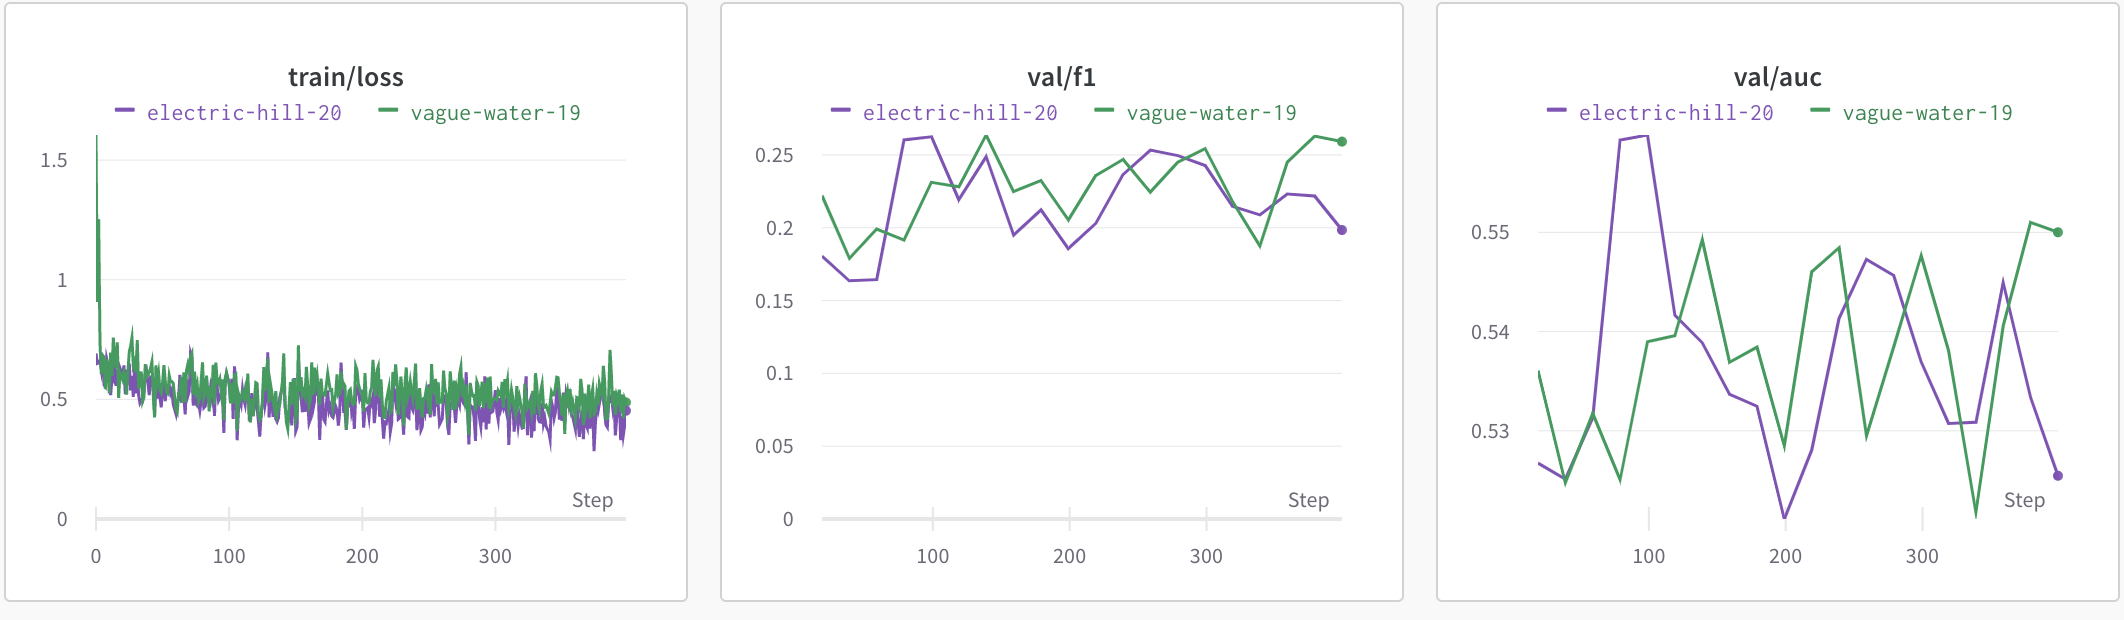 train/loss
electric-hill-20 vague-water-19
1.5
1
0.5
0
Step
0 100 200 300
val/f1
electric-hill-20 vague-water-19
0.25
0.2
0.15
0.1
0.05
0
Step
100 200 300
val/auc
electric-hill-20 vague-water-19
0.55
0.54
0.53
Step
100 200 300